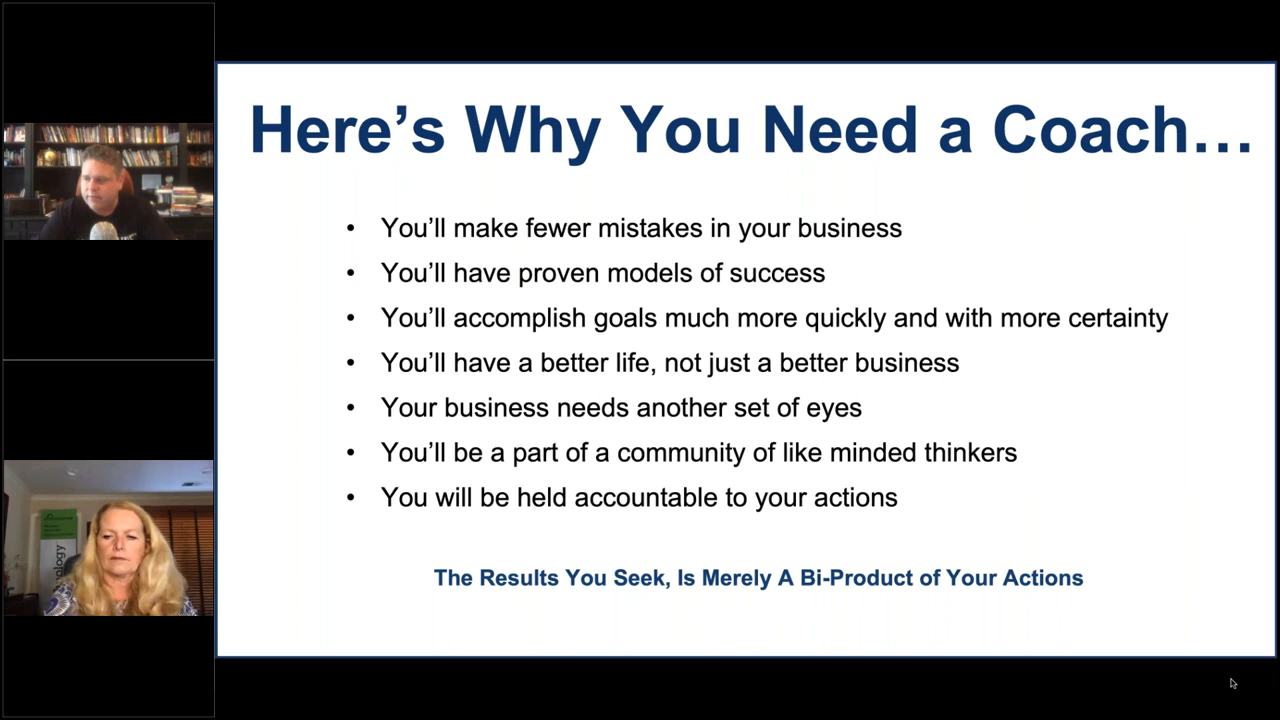 Here’s Why You Need a Coach…
• You’ll make fewer mistakes in your business
• You’ll have proven models of success
• You’ll accomplish goals much more quickly and with more certainty
• You’ll have a better life, not just a better business
• Your business needs another set of eyes
• You’ll be a part of a community of like minded thinkers
• You will be held accountable to your actions
The Results You Seek, Is Merely A Bi-Product of Your Actions